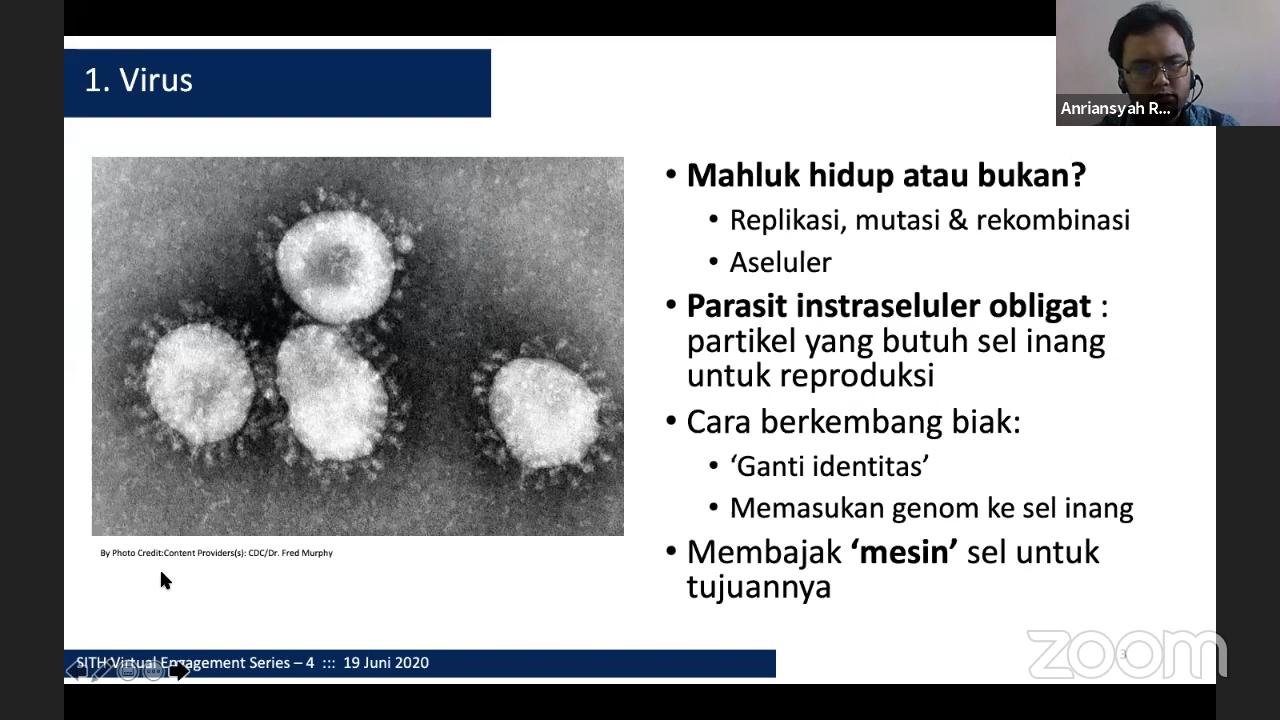 1. Virus
Anriansyah R...
• Mahluk hidup atau bukan?
• Replikasi, mutasi & rekombinasi
• Aseluler
• Parasit instraseluler obligat :
partikel yang butuh sel inang
untuk reproduksi
• Cara berkembang biak:
• ‘Ganti identitas’
• Memasukan genom ke sel inang
• Membajak ‘mesin’ sel untuk
tujuannya
By Photo Credit:Content Providers(s): CDC/Dr. Fred Murphy
SITH Virtual Engagement Series – 4 ::: 19 Juni 2020
3
zoom